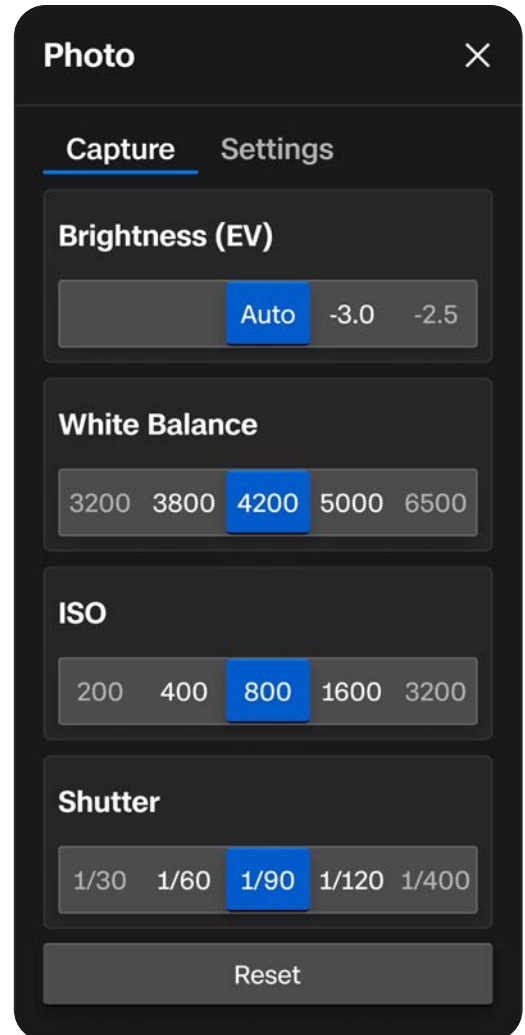 Photo
Capture Settings
Brightness (EV)
Auto -3.0 -2.5
White Balance
3200 3800 4200 5000 6500
ISO
200 400 800 1600 3200
Shutter
1/30 1/60 1/90 1/120 1/400
Reset